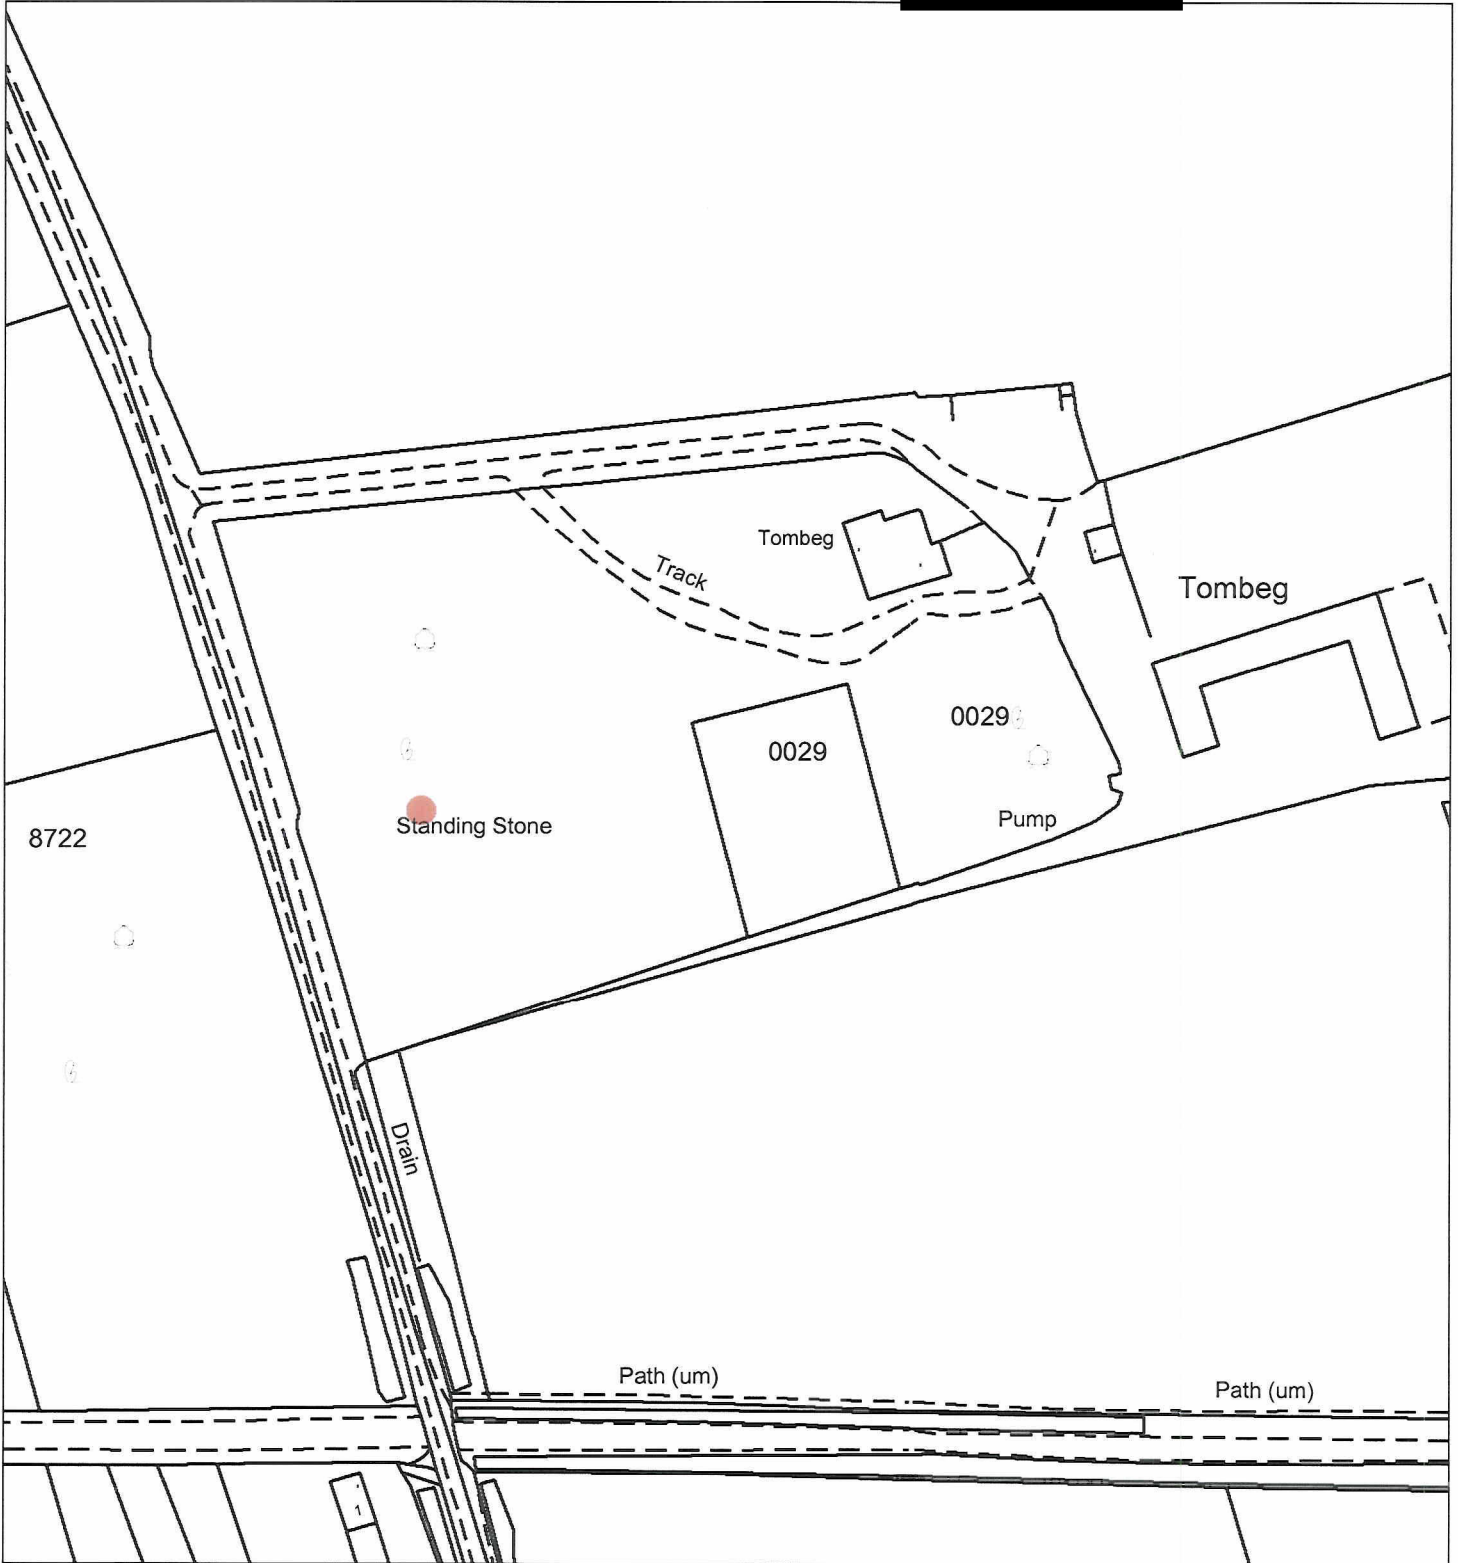 Tombeg
Track
Tombeg
0029
0029
Standing Stone
Pump
8722
Drain
Path (um)
Path (um)
1